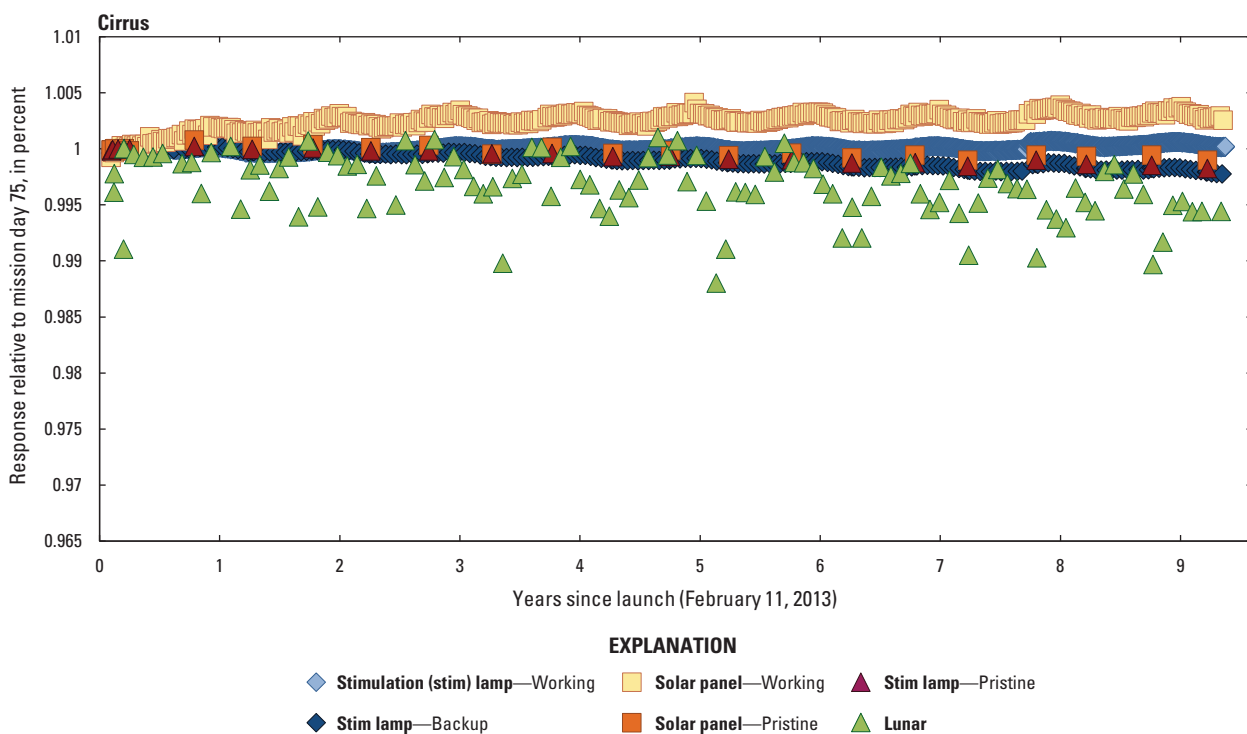 Cirrus
1.01
1.005
1
0.995
0.99
0.985
0.98
0.975
0.97
0.965
Response relative to mission day 75, in percent
0 1 2 3 4 5 6 7 8 9
Years since launch (February 11, 2013)
EXPLANATION
Stimulation (stim) lamp—Working
Solar panel—Working
Stim lamp—Pristine
Stim lamp—Backup
Solar panel—Pristine
Lunar